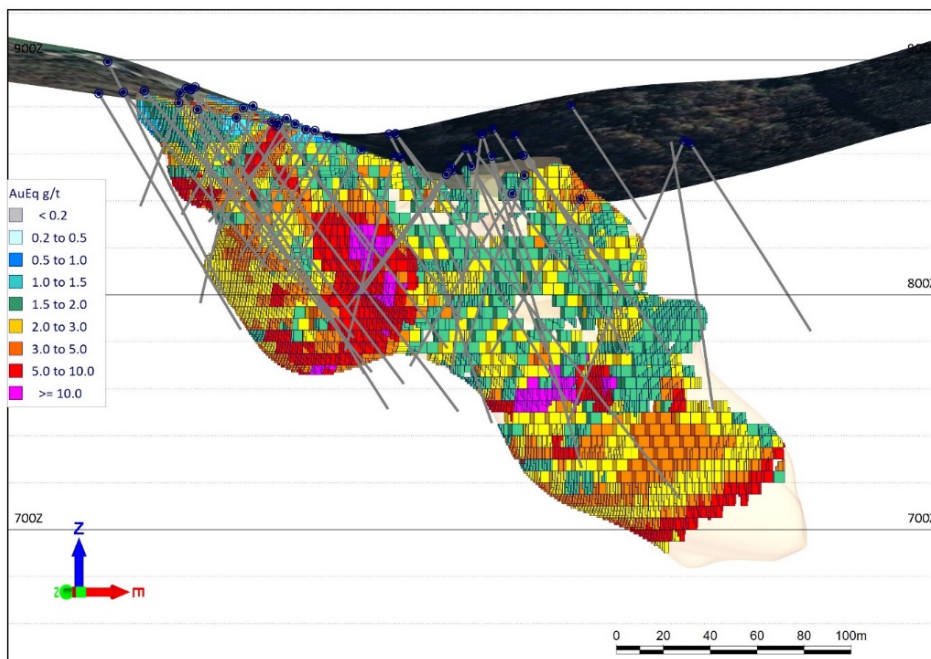 900Z
AuEq g/t
< 0.2
0.2 to 0.5
0.5 to 1.0
1.0 to 1.5
1.5 to 2.0
2.0 to 3.0
3.0 to 5.0
5.0 to 10.0
>= 10.0
800Z
700Z 700Z
Z
N E
0 20 40 60 80 100m